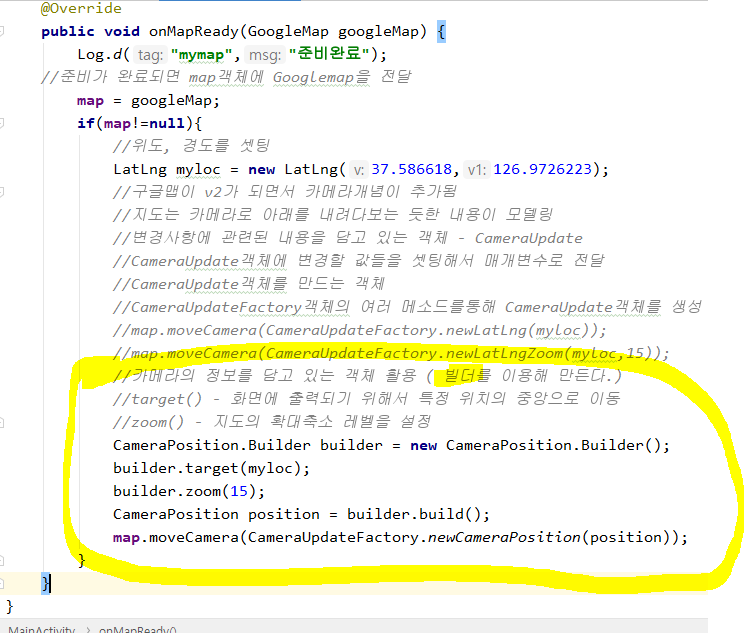 @Override
public void onMapReady(GoogleMap googleMap) {
Log.d( tag: "mymap", msg: "준비완료");
//준비가 완료되면 map객체에 GoogLemap을 전달
map = googleMap;
if(map!=null){
//위도, 경도를 셋팅
LatLng myloc = new LatLng( v: 37.586618, v1: 126.9726223);
//구글맵이 v2가 되면서 카메라개념이 추가됨
//지도는 카메라로 아래를 내려다보는 듯한 내용이 모델링
//변경사항에 관련된 내용을 담고 있는 객체 - CameraUpdate
//CameraUpdate객체에 변경할 값들을 셋팅해서 매개변수로 전달
//CameraUpdate객체를 만드는 객체
//CameraUpdateFactory객체의 여러 메소드를통해 CameraUpdate객체를 생성
//map.moveCamera(CameraUpdateFactory.newLatLng(myloc));
//map.moveCamera(CameraUpdateFactory.newLatLngZoom(myloc,15));
//카메라의 정보를 담고 있는 객체 활용 ( 빌더를 이용해 만든다.)
//target() - 화면에 출력되기 위해서 특정 위치의 중앙으로 이동
//zoom() - 지도의 확대축소 레벨을 설정
CameraPosition.Builder builder = new CameraPosition.Builder();
builder.target(myloc);
builder.zoom(15);
CameraPosition position = builder.build();
map.moveCamera(CameraUpdateFactory.newCameraPosition(position));
}
}
}
MainActivity > onMapReady()